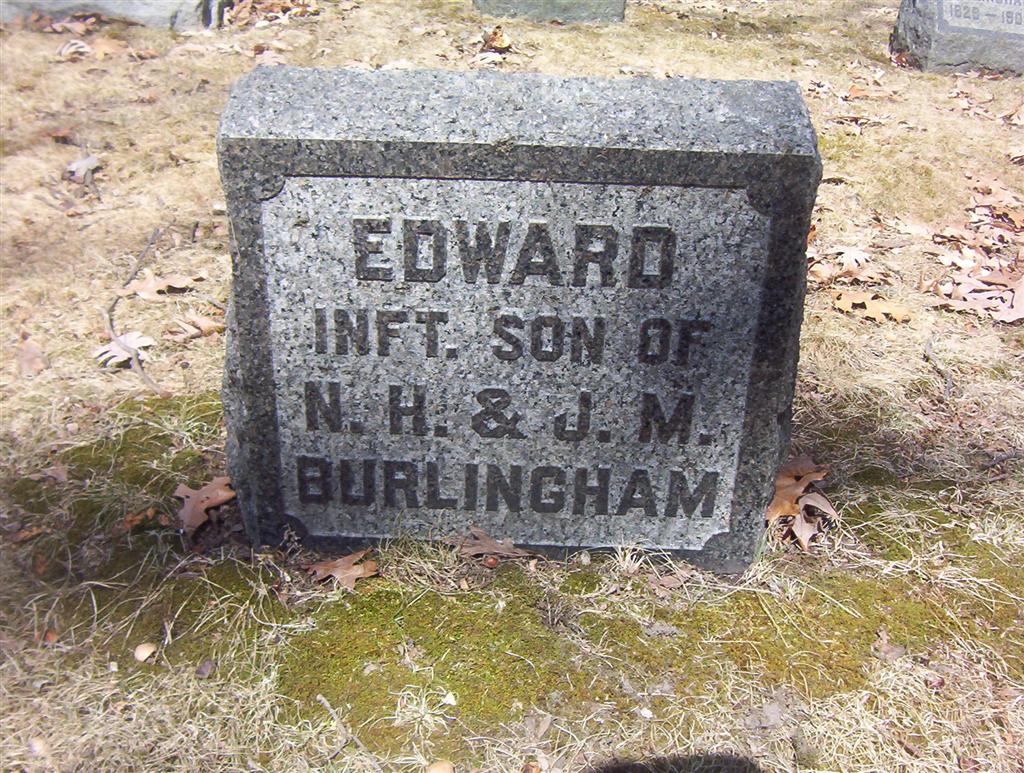 EDWARD
INFT. SON OF
N. H. & J. M.
BURLINGHAM